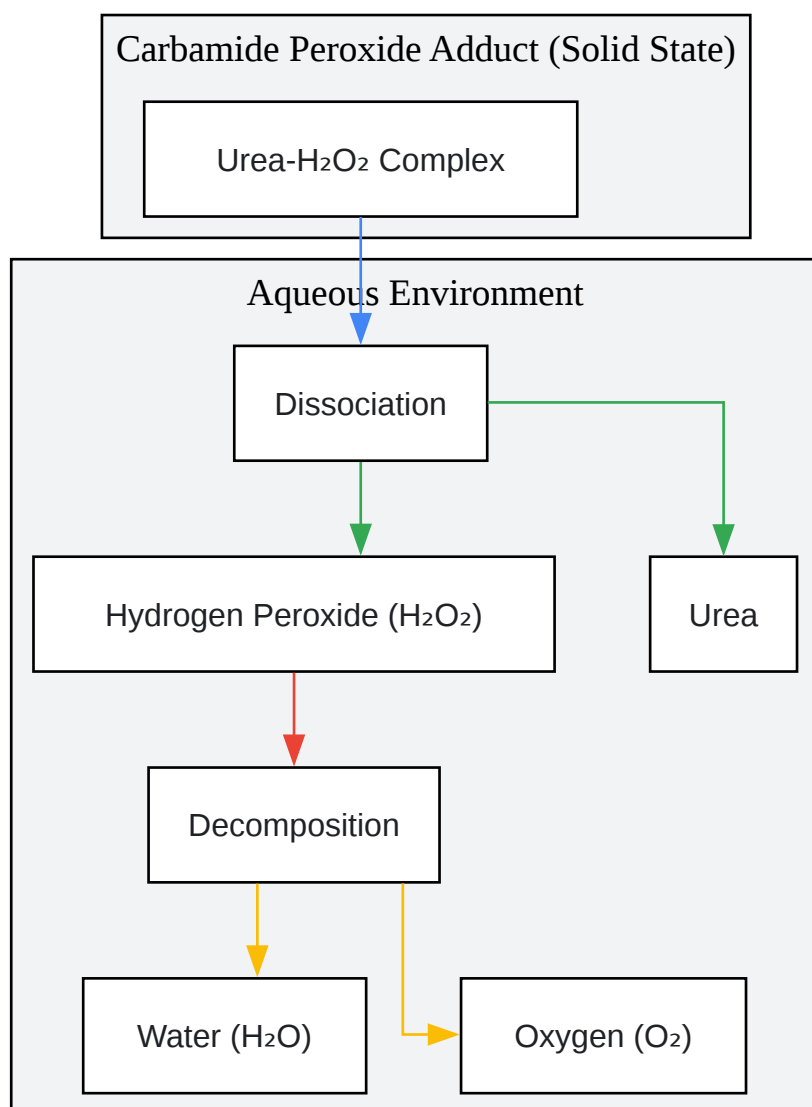 Carbamide Peroxide Adduct (Solid State)
Urea-H₂O₂ Complex
Aqueous Environment
Dissociation
Hydrogen Peroxide (H₂O₂)
Urea
Decomposition
Water (H₂O)
Oxygen (O₂)